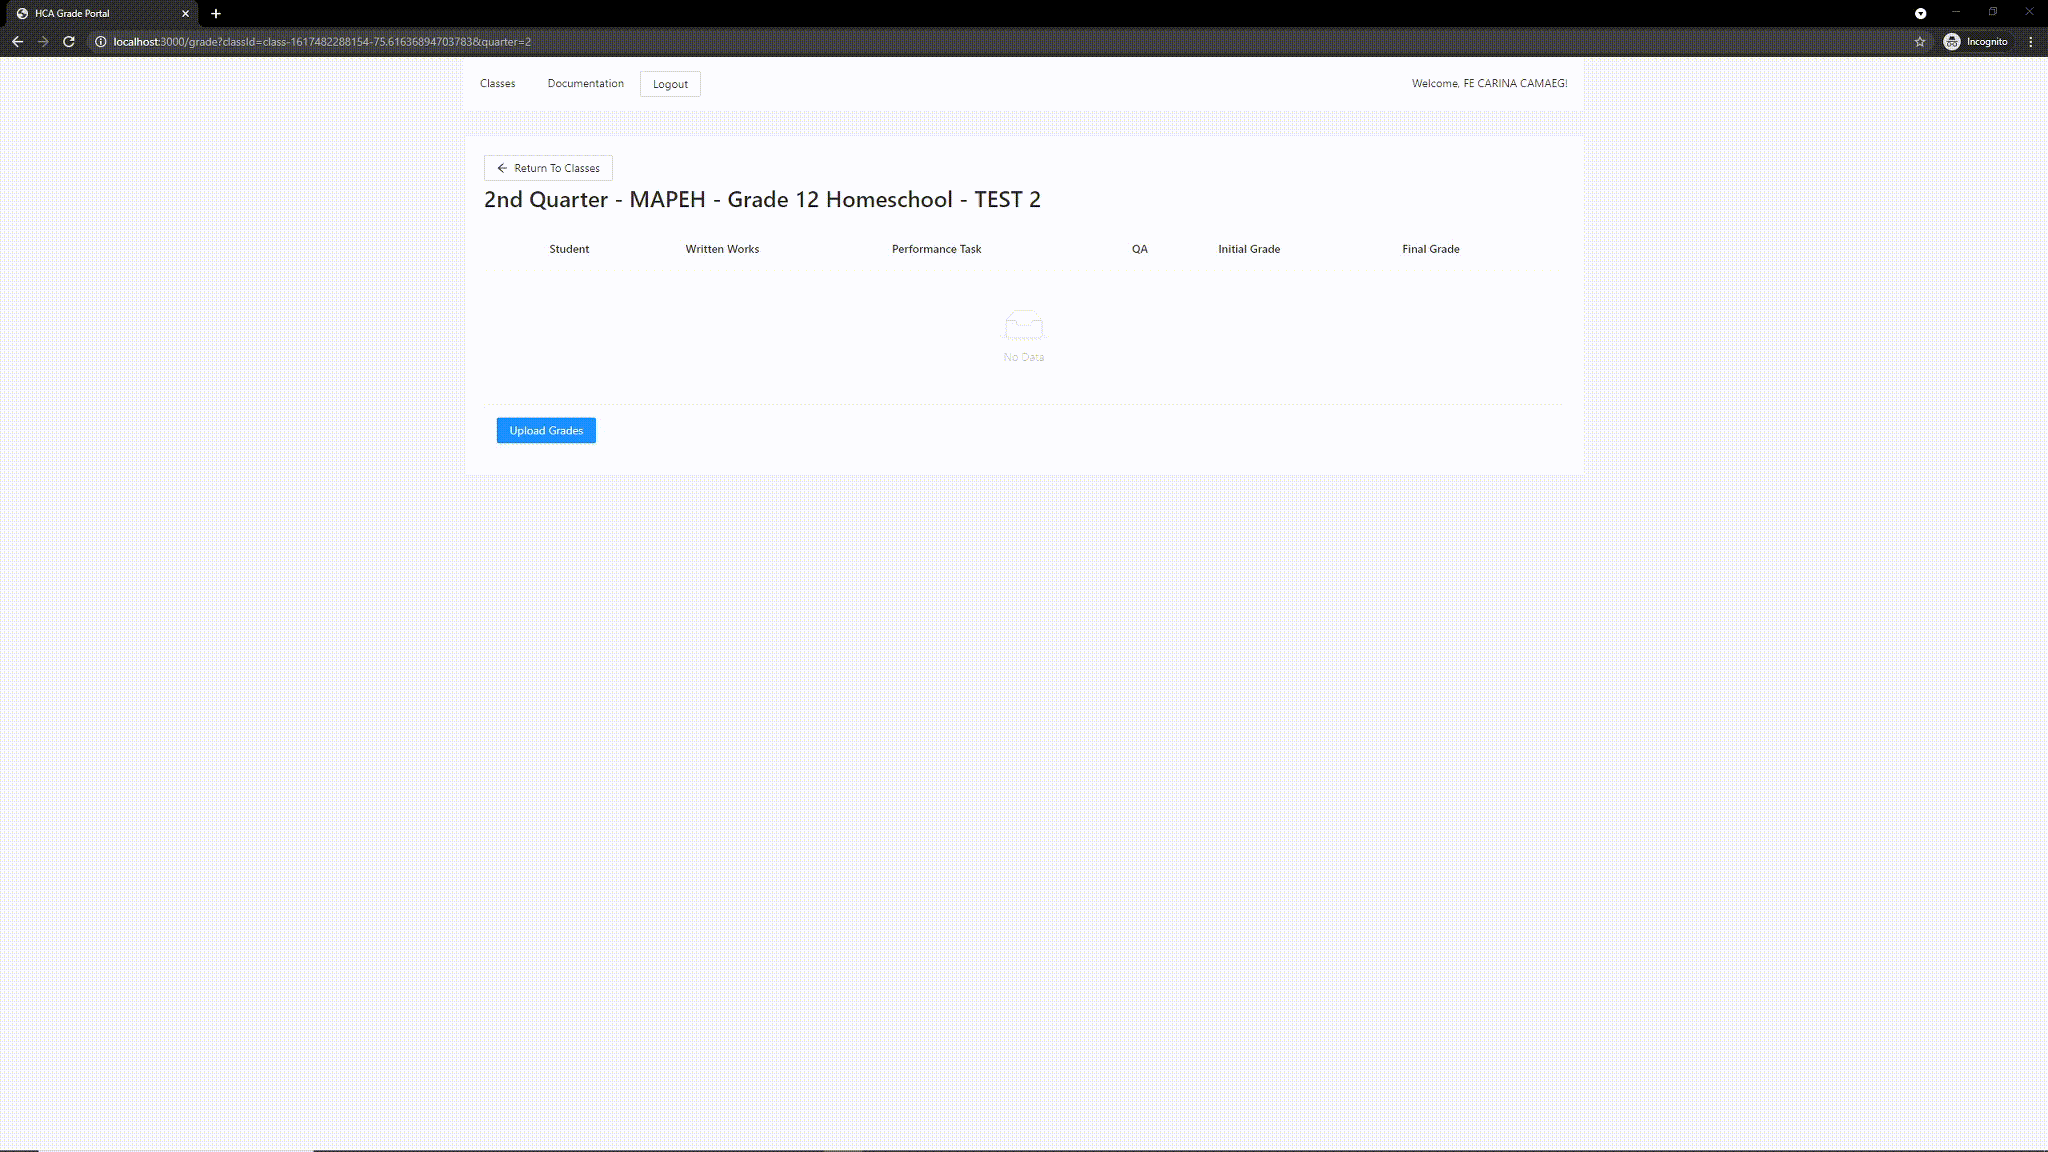 HCA Grade Portal
localhost:3000/grade?classId=class-1617482288154-75.61636894703783&quarter=2
Incognito
Classes Documentation Logout Welcome, FE CARINA CAMAEG!
Return To Classes
2nd Quarter - MAPEH - Grade 12 Homeschool - TEST 2
Student Written Works Performance Task QA Initial Grade Final Grade
No Data
Upload Grades